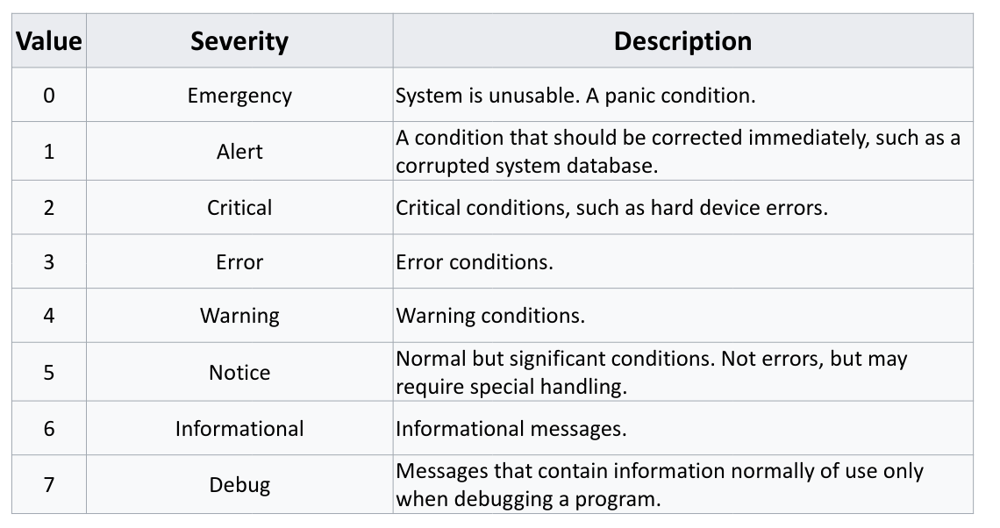 Value Severity Description
0 Emergency System is unusable. A panic condition.
1 Alert A condition that should be corrected immediately, such as a
corrupted system database.
2 Critical Critical conditions, such as hard device errors.
3 Error Error conditions.
4 Warning Warning conditions.
5 Notice Normal but significant conditions. Not errors, but may
require special handling.
6 Informational Informational messages.
7 Debug Messages that contain information normally of use only
when debugging a program.